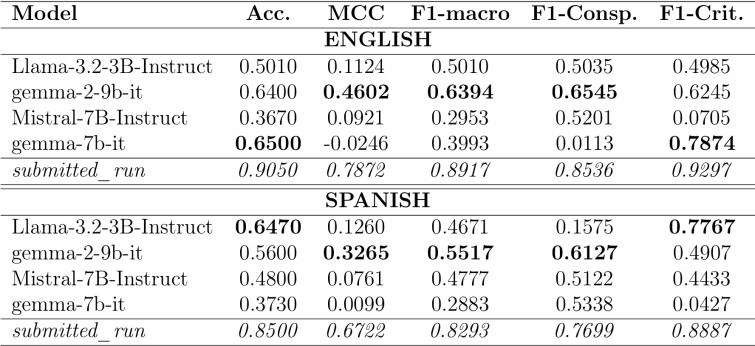 Model Acc. MCC F1-macro F1-Consp. F1-Crit.
ENGLISH
Llama-3.2-3B-Instruct 0.5010 0.1124 0.5010 0.5035 0.4985
gemma-2-9b-it 0.6400 0.4602 0.6394 0.6545 0.6245
Mistral-7B-Instruct 0.3670 0.0921 0.2953 0.5201 0.0705
gemma-7b-it 0.6500 -0.0246 0.3993 0.0113 0.7874
submitted_run 0.9050 0.7872 0.8917 0.8536 0.9297
SPANISH
Llama-3.2-3B-Instruct 0.6470 0.1260 0.4671 0.1575 0.7767
gemma-2-9b-it 0.5600 0.3265 0.5517 0.6127 0.4907
Mistral-7B-Instruct 0.4800 0.0761 0.4777 0.5122 0.4433
gemma-7b-it 0.3730 0.0099 0.2883 0.5338 0.0427
submitted_run 0.8500 0.6722 0.8293 0.7699 0.8887